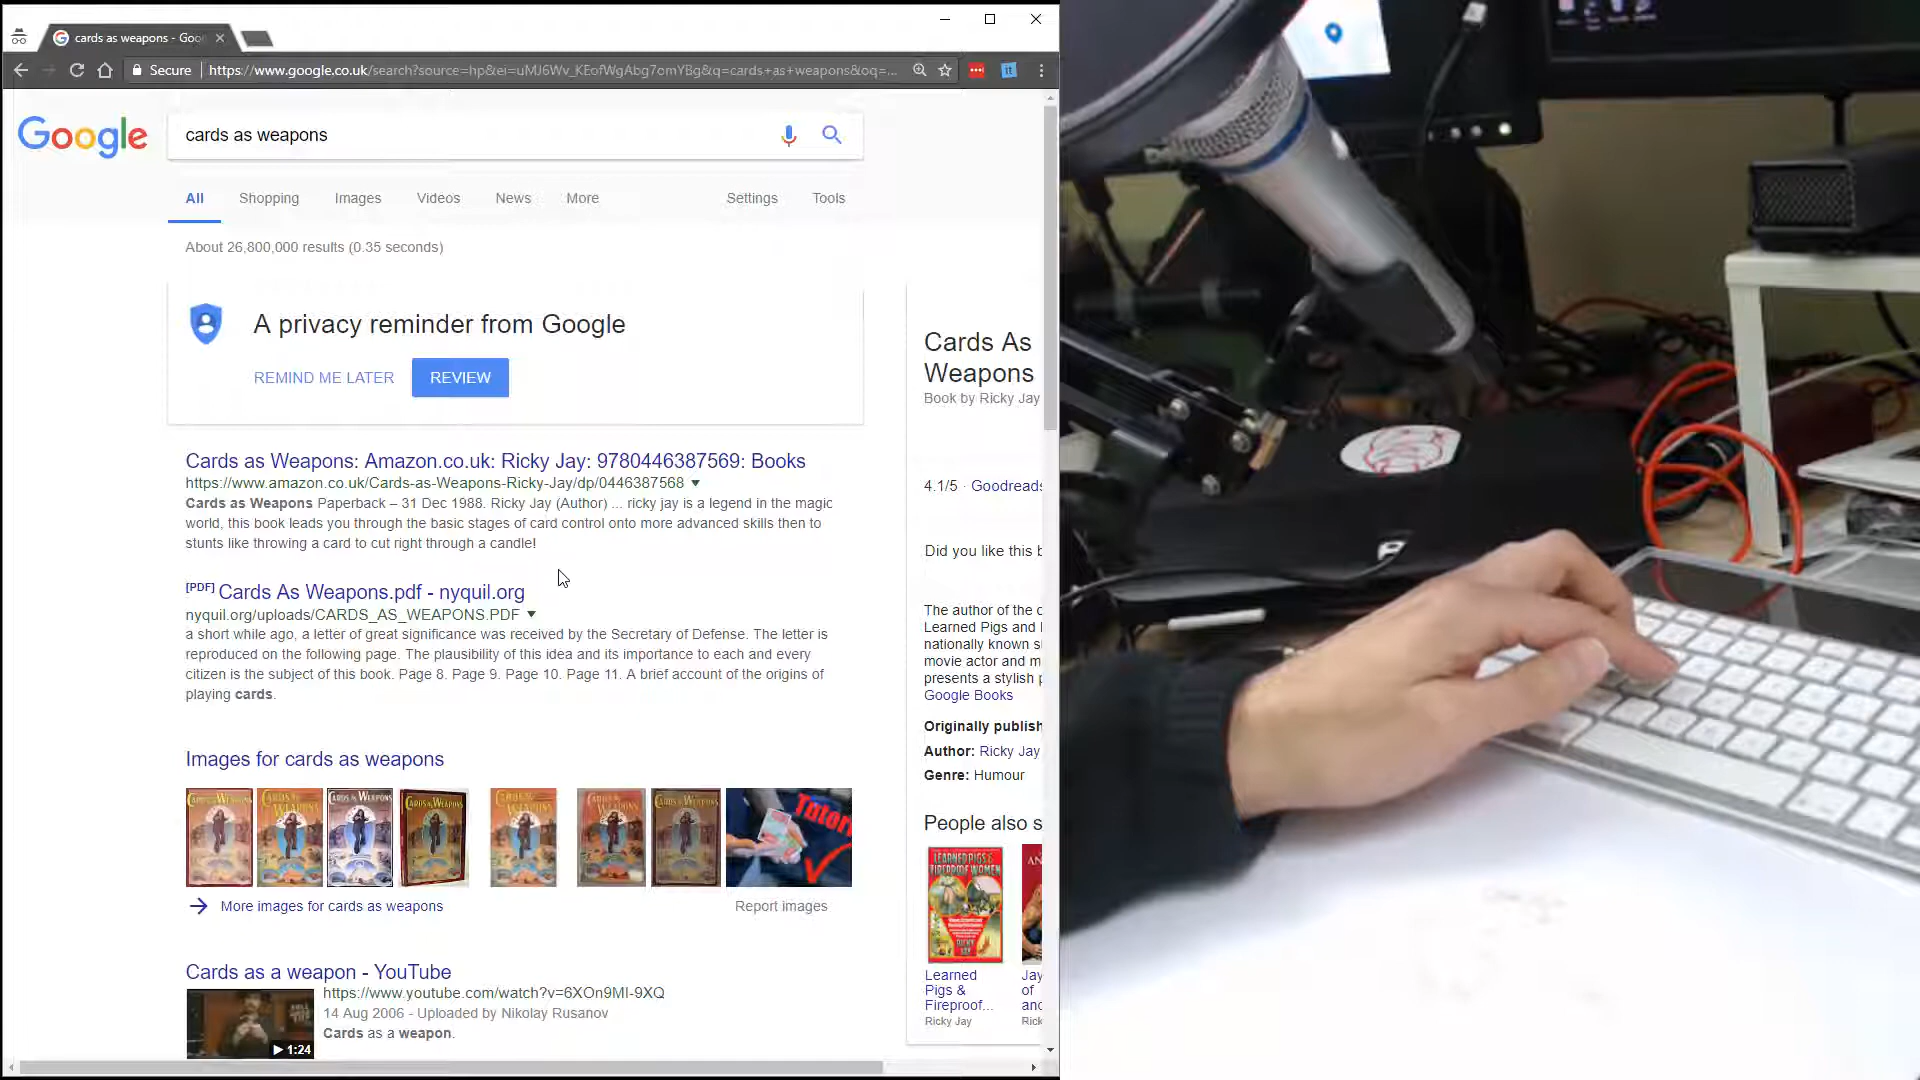 cards as weapons - Goo
Secure
https://www.google.co.uk/search?source=hp&ei=uMJ6Wv_KEofWgAbg7omYBg&q=cards+as+weapons&oq=...
Google
cards as weapons
All Shopping Images Videos News More Settings Tools
About 26,800,000 results (0.35 seconds)
A privacy reminder from Google
REMIND ME LATER REVIEW
Cards as Weapons: Amazon.co.uk: Ricky Jay: 9780446387569: Books
https://www.amazon.co.uk/Cards-as-Weapons-Ricky-Jay/dp/0446387568
Cards as Weapons Paperback – 31 Dec 1988. Ricky Jay (Author) ... ricky jay is a legend in the magic
world, this book leads you through the basic stages of card control onto more advanced skills then to
stunts like throwing a card to cut right through a candle!
[PDF] Cards As Weapons.pdf - nyquil.org
nyquil.org/uploads/CARDS_AS_WEAPONS.PDF
a short while ago, a letter of great significance was received by the Secretary of Defense. The letter is
reproduced on the following page. The plausibility of this idea and its importance to each and every
citizen is the subject of this book. Page 8. Page 9. Page 10. Page 11. A brief account of the origins of
playing cards.
Images for cards as weapons
Tutori
More images for cards as weapons
Report images
Cards as a weapon - YouTube
https://www.youtube.com/watch?v=6XOn9MI-9XQ
14 Aug 2006 - Uploaded by Nikolay Rusanov
Cards as a weapon.
1:24
Cards As
Weapons
Book by Ricky Jay
4.1/5 · Goodreads
Did you like this b
The author of the c
Learned Pigs and
nationally known s
movie actor and m
presents a stylish p
Google Books
Originally publish
Author: Ricky Jay
Genre: Humour
People also s
LEARNED PIGS &
FIREPROOF WOMEN
RICKY
JAY
AN
Learned
Pigs &
Fireproof...
Ricky Jay
Jay
of
and
Rick